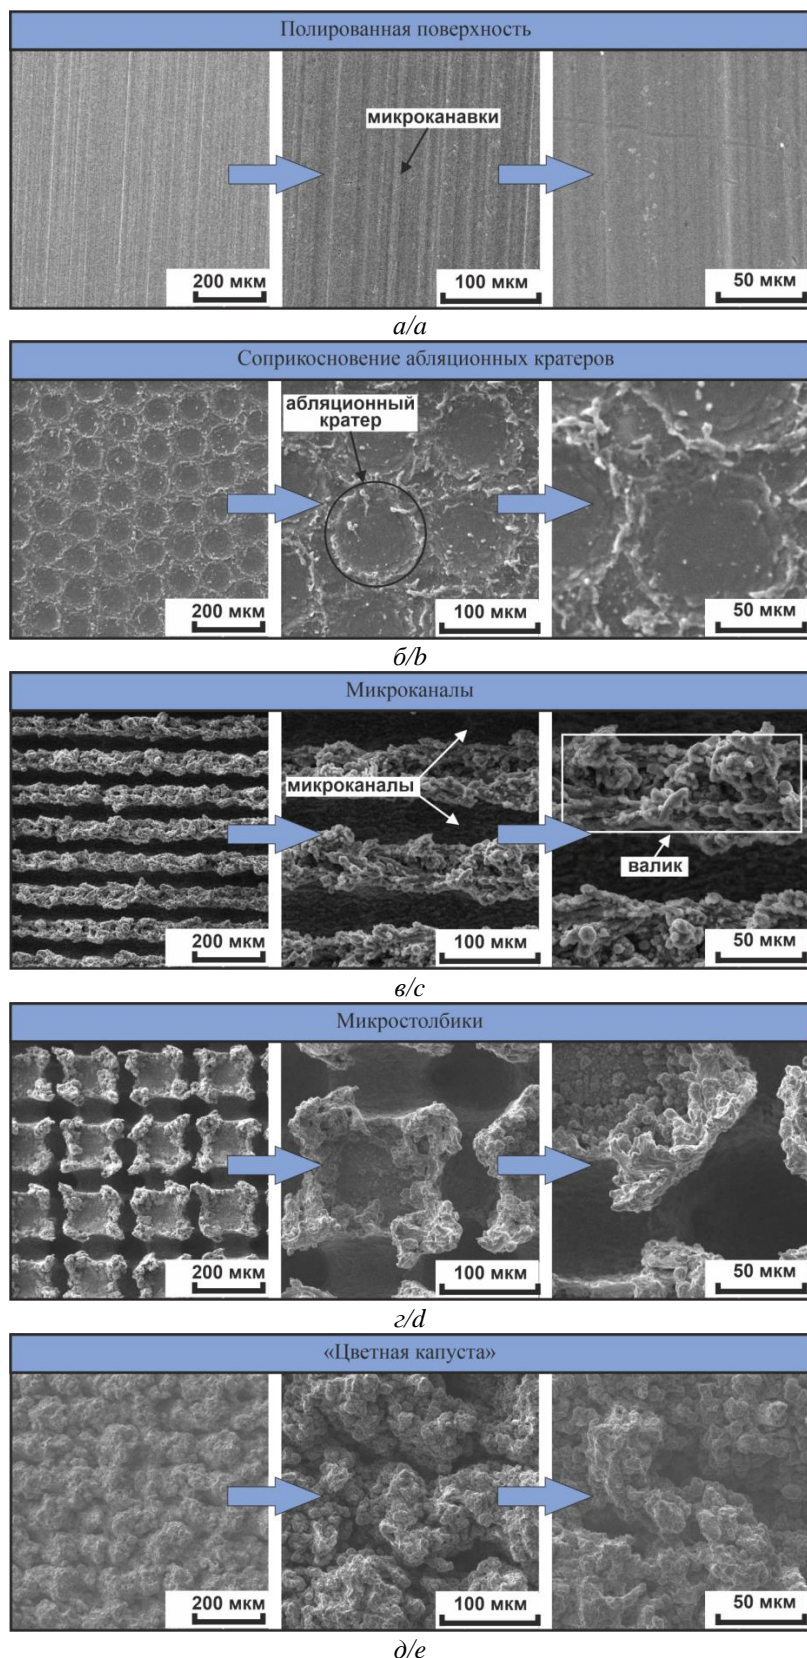 Полированная поверхность
микроканавки
200 мкм
100 мкм
50 мкм
а/a
Соприкосновение абляционных кратеров
абляционный
кратер
200 мкм
100 мкм
50 мкм
б/b
Микроканалы
микроканалы
валик
200 мкм
100 мкм
50 мкм
в/c
Микростолбики
200 мкм
100 мкм
50 мкм
г/d
«Цветная капуста»
200 мкм
100 мкм
50 мкм
д/e